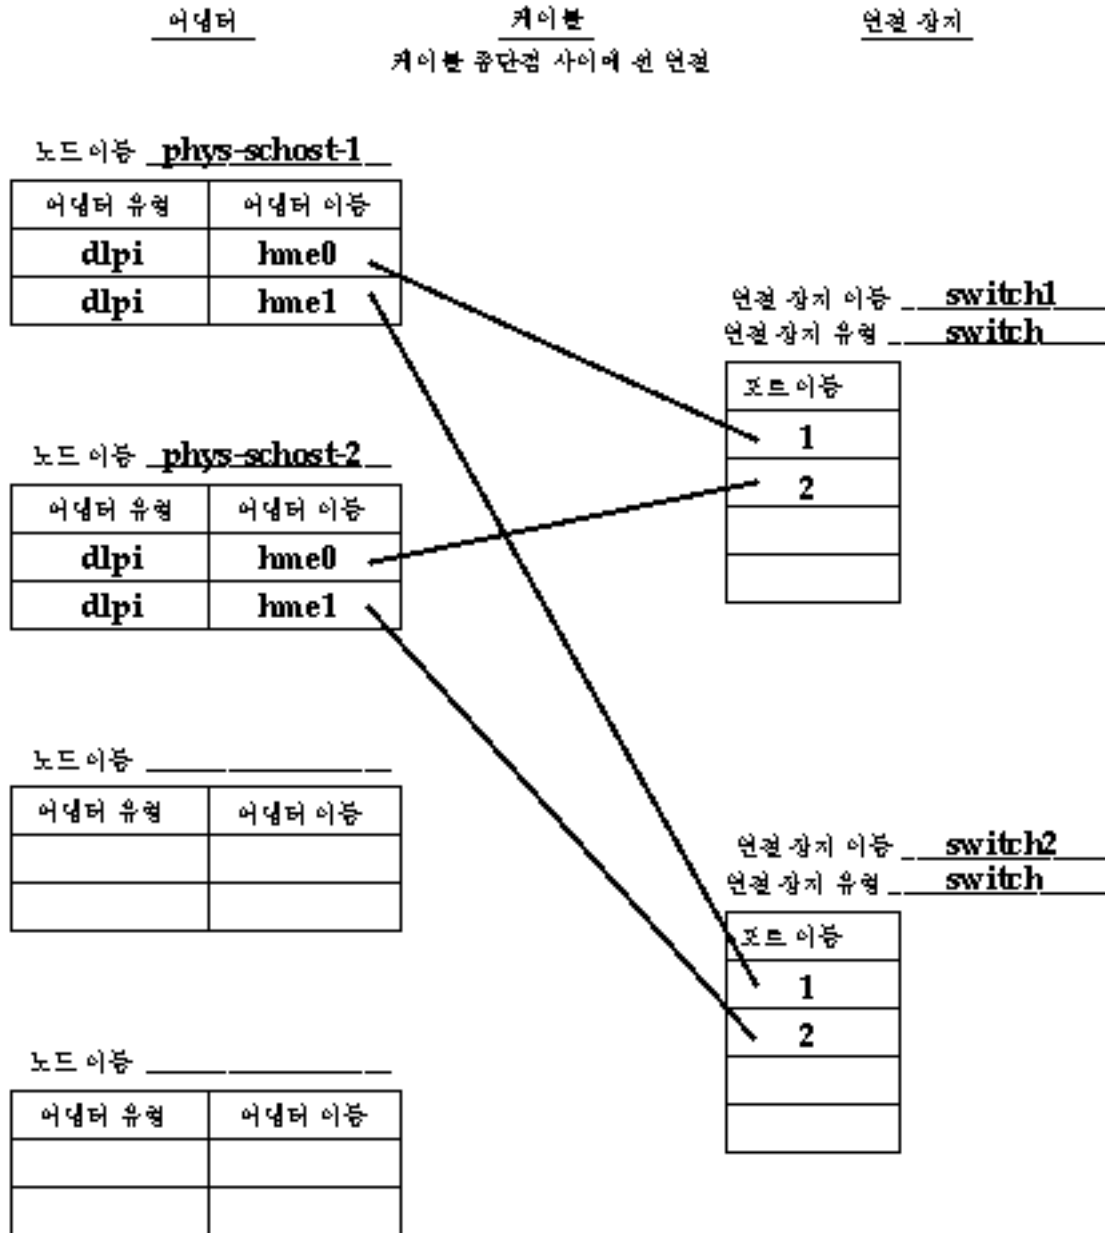 어댑터 케이블 연결 장치
케이블 종단점 사이에 선 연결
노드 이름 phys-schost-1
어댑터 유형 어댑터 이름
dlpi hme0
dlpi hme1
연결 장치 이름 switch1
연결 장치 유형 switch
포트 이름
1
2
노드 이름 phys-schost-2
어댑터 유형 어댑터 이름
dlpi hme0
dlpi hme1
노드 이름
어댑터 유형 어댑터 이름
연결 장치 이름 switch2
연결 장치 유형 switch
포트 이름
1
2
노드 이름
어댑터 유형 어댑터 이름